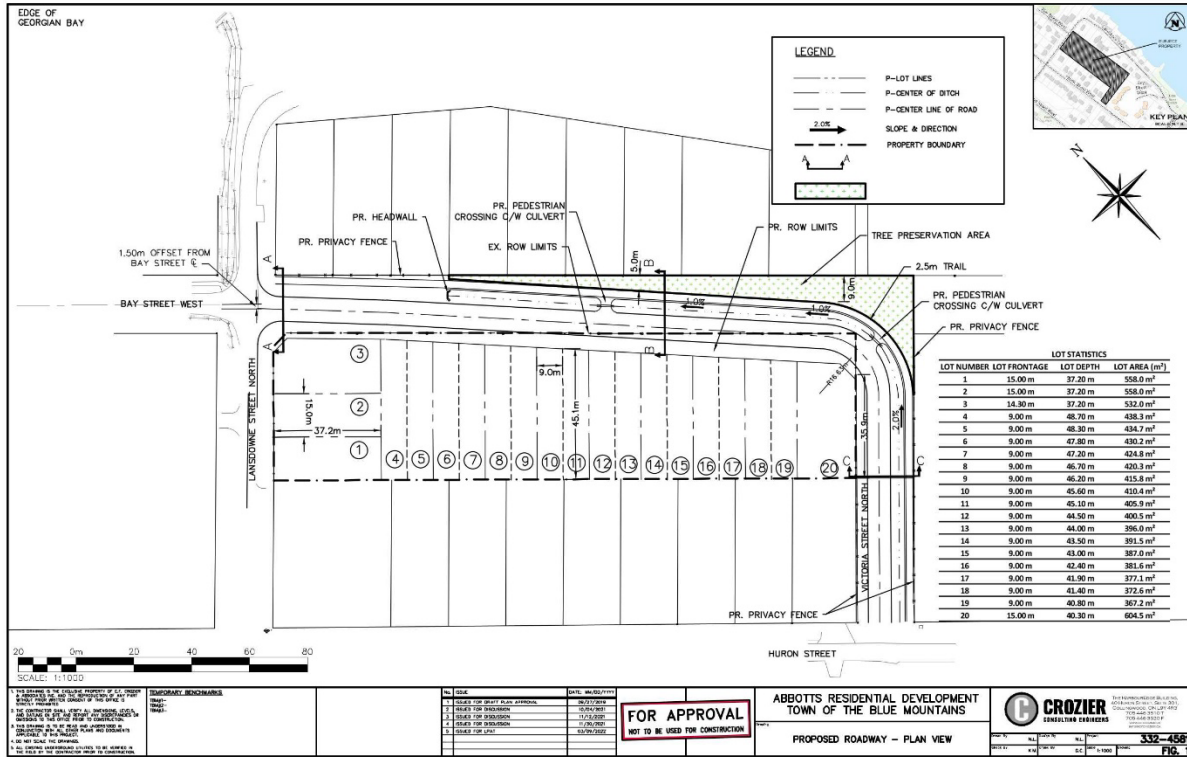 EDGE OF
GEORGIAN BAY
LEGEND
P-LOT LINES
P-CENTER OF DITCH
P-CENTER LINE OF ROAD
2.0%
SLOPE & DIRECTION
PROPERTY BOUNDARY
A A
N
KEY PLAN
N
PR. PEDESTRIAN
CROSSING C/W CULVERT
PR. HEADWALL
PR. PRIVACY FENCE
EX. ROW LIMITS
PR. ROW LIMITS
TREE PRESERVATION AREA
2.5m TRAIL
PR. PEDESTRIAN
CROSSING C/W CULVERT
PR. PRIVACY FENCE
1.50m OFFSET FROM
BAY STREET ℄
BAY STREET WEST
A
A
B
B
5.0m
9.0m
1.0%
1.0%
2.0%
LANSDOWNE STREET NORTH
3
2
1
15.0m
37.2m
9.0m
45.1m
35.9m
4
5
6
7
8
9
10
11
12
13
14
15
16
17
18
19
20
C
C
VICTORIA STREET NORTH
PR. PRIVACY FENCE
HURON STREET
LOT STATISTICS
LOT NUMBER LOT FRONTAGE LOT DEPTH LOT AREA (m²)
1 15.00 m 37.20 m 558.0 m²
2 15.00 m 37.20 m 558.0 m²
3 14.30 m 37.20 m 532.0 m²
4 9.00 m 48.70 m 438.3 m²
5 9.00 m 48.30 m 434.7 m²
6 9.00 m 47.80 m 430.2 m²
7 9.00 m 47.20 m 424.8 m²
8 9.00 m 46.70 m 420.3 m²
9 9.00 m 46.20 m 415.8 m²
10 9.00 m 45.60 m 410.4 m²
11 9.00 m 45.10 m 405.9 m²
12 9.00 m 44.50 m 400.5 m²
13 9.00 m 44.00 m 396.0 m²
14 9.00 m 43.50 m 391.5 m²
15 9.00 m 43.00 m 387.0 m²
16 9.00 m 42.40 m 381.6 m²
17 9.00 m 41.90 m 377.1 m²
18 9.00 m 41.40 m 372.6 m²
19 9.00 m 40.80 m 367.2 m²
20 15.00 m 40.30 m 604.5 m²
20 0m 20 40 60 80
SCALE: 1:1000
TEMPORARY BENCHMARKS
No. ISSUE DATE: MM/DD/YYYY
1 ISSUED FOR DRAFT PLAN APPROVAL
2 ISSUED FOR DISCUSSION 10/04/2021
3 ISSUED FOR DISCUSSION 11/12/2021
4 ISSUED FOR DISCUSSION 11/30/2021
5 ISSUED FOR LPAT 03/09/2022
FOR APPROVAL
NOT TO BE USED FOR CONSTRUCTION
ABBOTTS RESIDENTIAL DEVELOPMENT
TOWN OF THE BLUE MOUNTAINS
PROPOSED ROADWAY - PLAN VIEW
CROZIER
CONSULTING ENGINEERS
1:1000
FIG.